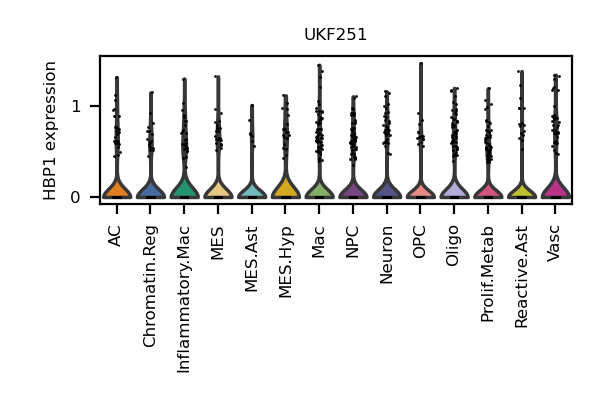 UKF251
HBP1 expression
1
0
AC
Chromatin.Reg
Inflammatory.Mac
MES
MES.Ast
MES.Hyp
Mac
NPC
Neuron
OPC
Oligo
Prolif.Metab
Reactive.Ast
Vasc